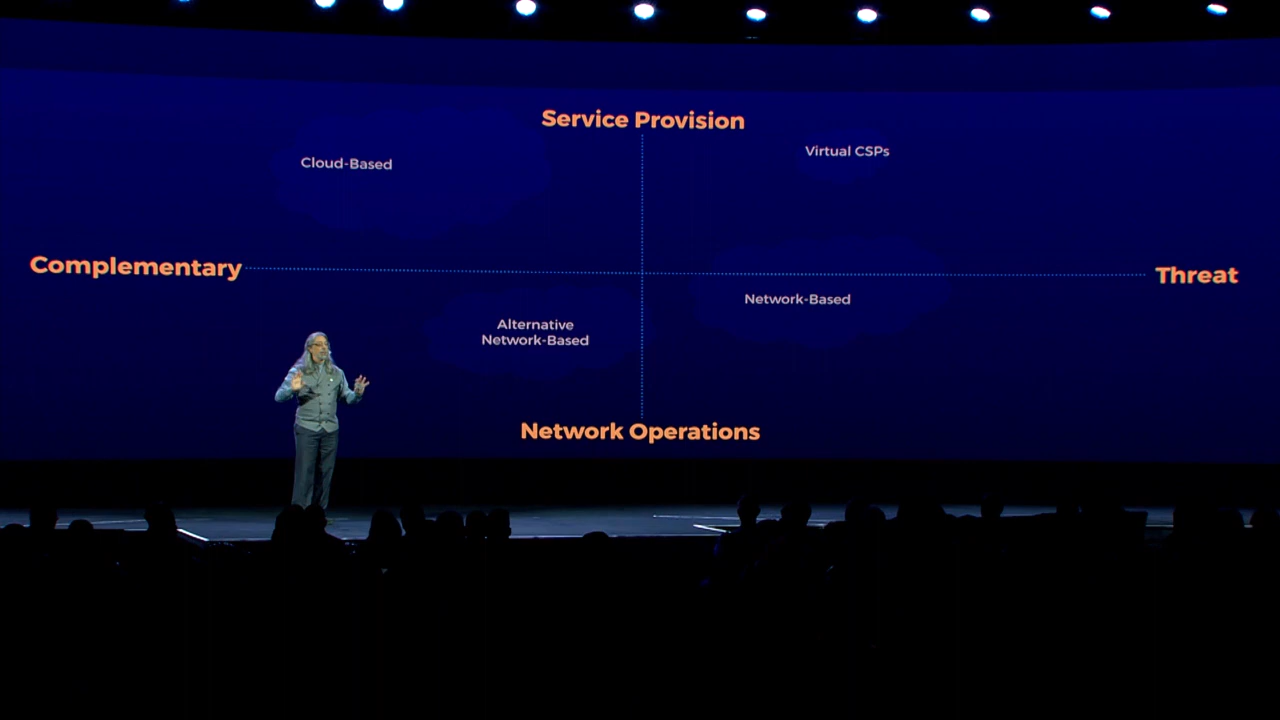 Service Provision
Cloud-Based
Virtual CSPs
Complementary
Threat
Network-Based
Alternative
Network-Based
Network Operations